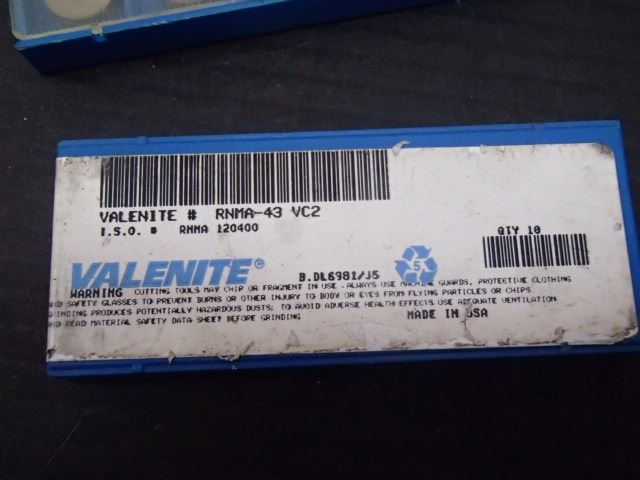 VALENITE # RNMA-43 VC2
I.S.O. # RNMA 120400
QTY 10
VALENITE®
B.DL6981/J5
5
WARNING CUTTING TOOLS MAY CHIP OR FRAGMENT IN USE. ALWAYS USE MACHINE GUARDS, PROTECTIVE CLOTHING
AND SAFETY GLASSES TO PREVENT BURNS OR OTHER INJURY TO BODY OR EYES FROM FLYING PARTICLES OR CHIPS.
GRINDING PRODUCES POTENTIALLY HAZARDOUS DUSTS; TO AVOID ADVERSE HEALTH EFFECTS USE ADEQUATE VENTILATION
AND READ MATERIAL SAFETY DATA SHEET BEFORE GRINDING
MADE IN USA